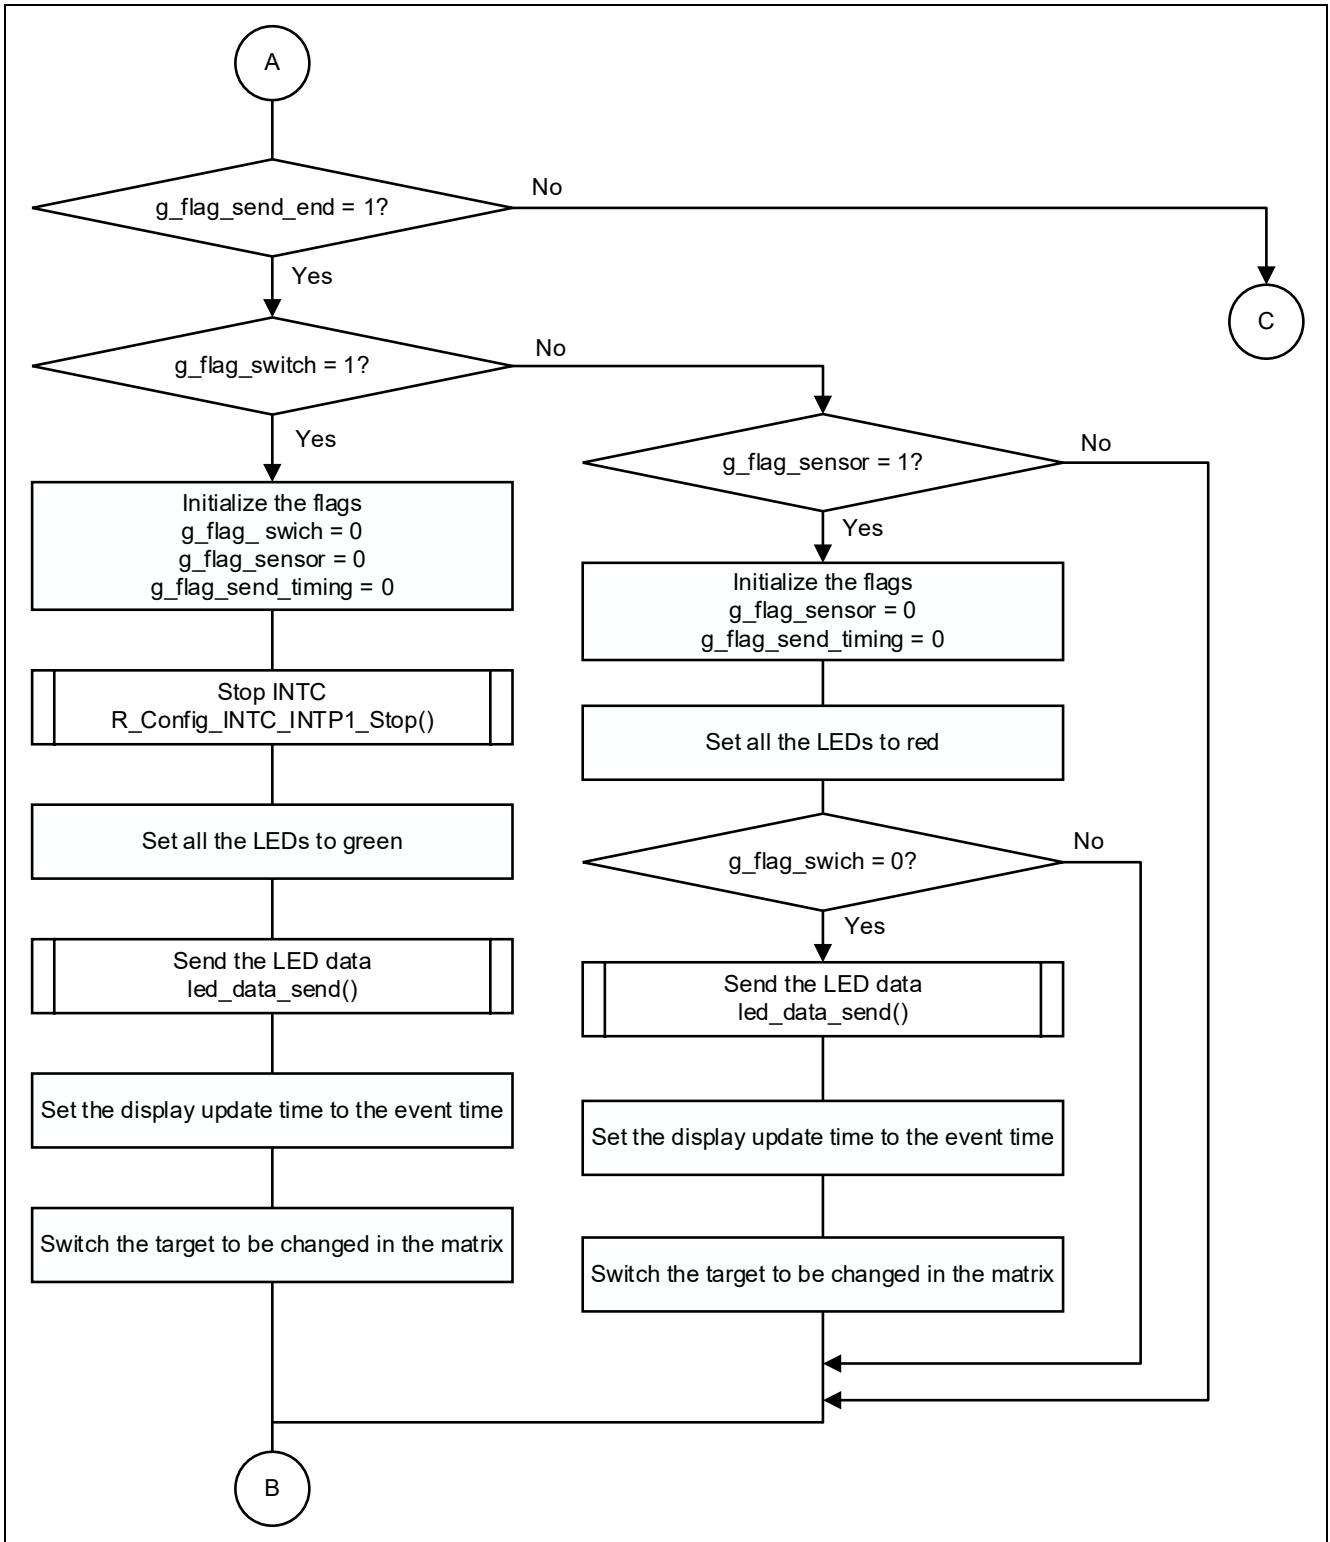 A
g_flag_send_end = 1?
No
Yes
C
g_flag_switch = 1?
No
Yes
Initialize the flags
g_flag_ swich = 0
g_flag_sensor = 0
g_flag_send_timing = 0
Stop INTC
R_Config_INTC_INTP1_Stop()
Set all the LEDs to green
Send the LED data
led_data_send()
Set the display update time to the event time
Switch the target to be changed in the matrix
g_flag_sensor = 1?
No
Yes
Initialize the flags
g_flag_sensor = 0
g_flag_send_timing = 0
Set all the LEDs to red
g_flag_swich = 0?
No
Yes
Send the LED data
led_data_send()
Set the display update time to the event time
Switch the target to be changed in the matrix
B